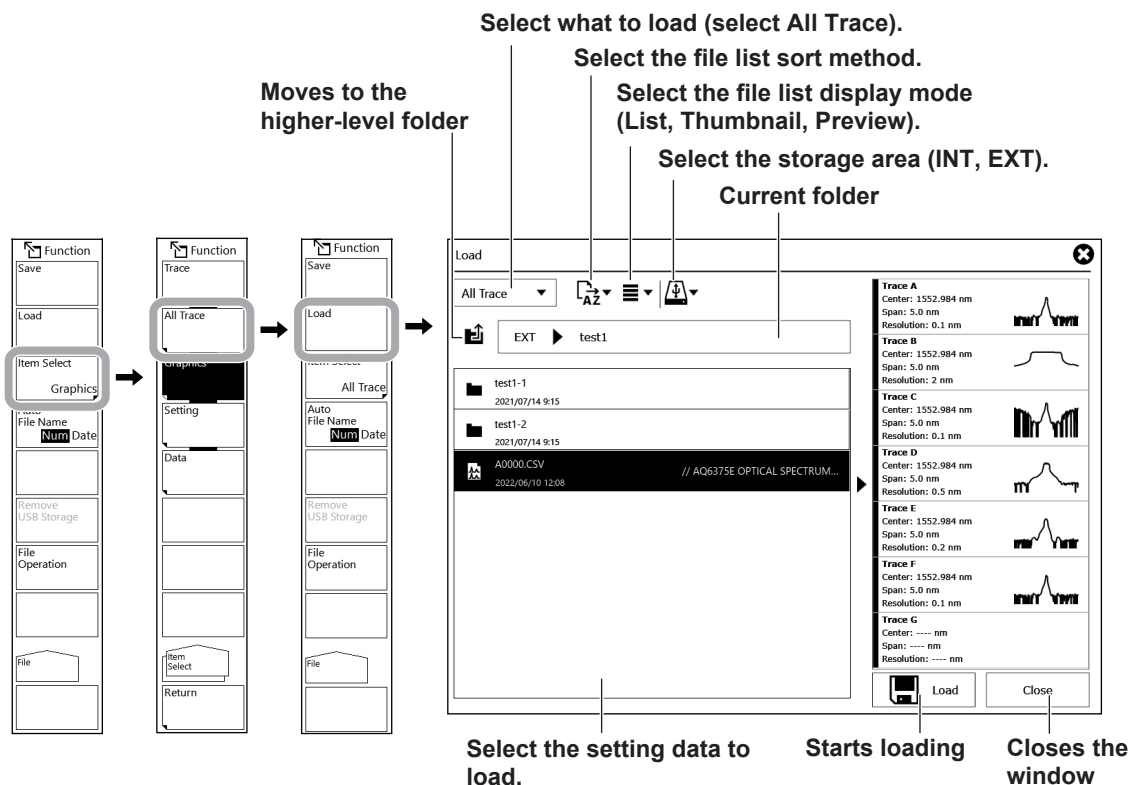 Select what to load (select All Trace).
Select the file list sort method.
Moves to the
higher-level folder
Select the file list display mode
(List, Thumbnail, Preview).
Select the storage area (INT, EXT).
Current folder
Function
Save
Load
Item Select
Graphics
Auto
File Name
Num Date
Remove
USB Storage
File
Operation
File
Function
Trace
All Trace
Graphics
Setting
Data
Item
Select
Return
Function
Save
Load
Item Select
All Trace
Auto
File Name
Num Date
Remove
USB Storage
File
Operation
File
Load
All Trace
AZ
EXT test1
test1-1
2021/07/14 9:15
test1-2
2021/07/14 9:15
A0000.CSV // AQ6375E OPTICAL SPECTRUM...
2022/06/10 12:08
Trace A
Center: 1552.984 nm
Span: 5.0 nm
Resolution: 0.1 nm
Trace B
Center: 1552.984 nm
Span: 5.0 nm
Resolution: 2 nm
Trace C
Center: 1552.984 nm
Span: 5.0 nm
Resolution: 0.1 nm
Trace D
Center: 1552.984 nm
Span: 5.0 nm
Resolution: 0.5 nm
Trace E
Center: 1552.984 nm
Span: 5.0 nm
Resolution: 0.2 nm
Trace F
Center: 1552.984 nm
Span: 5.0 nm
Resolution: 0.1 nm
Trace G
Center: ---- nm
Span: ---- nm
Resolution: ---- nm
Load
Close
Select the setting data to
load.
Starts loading
Closes the
window